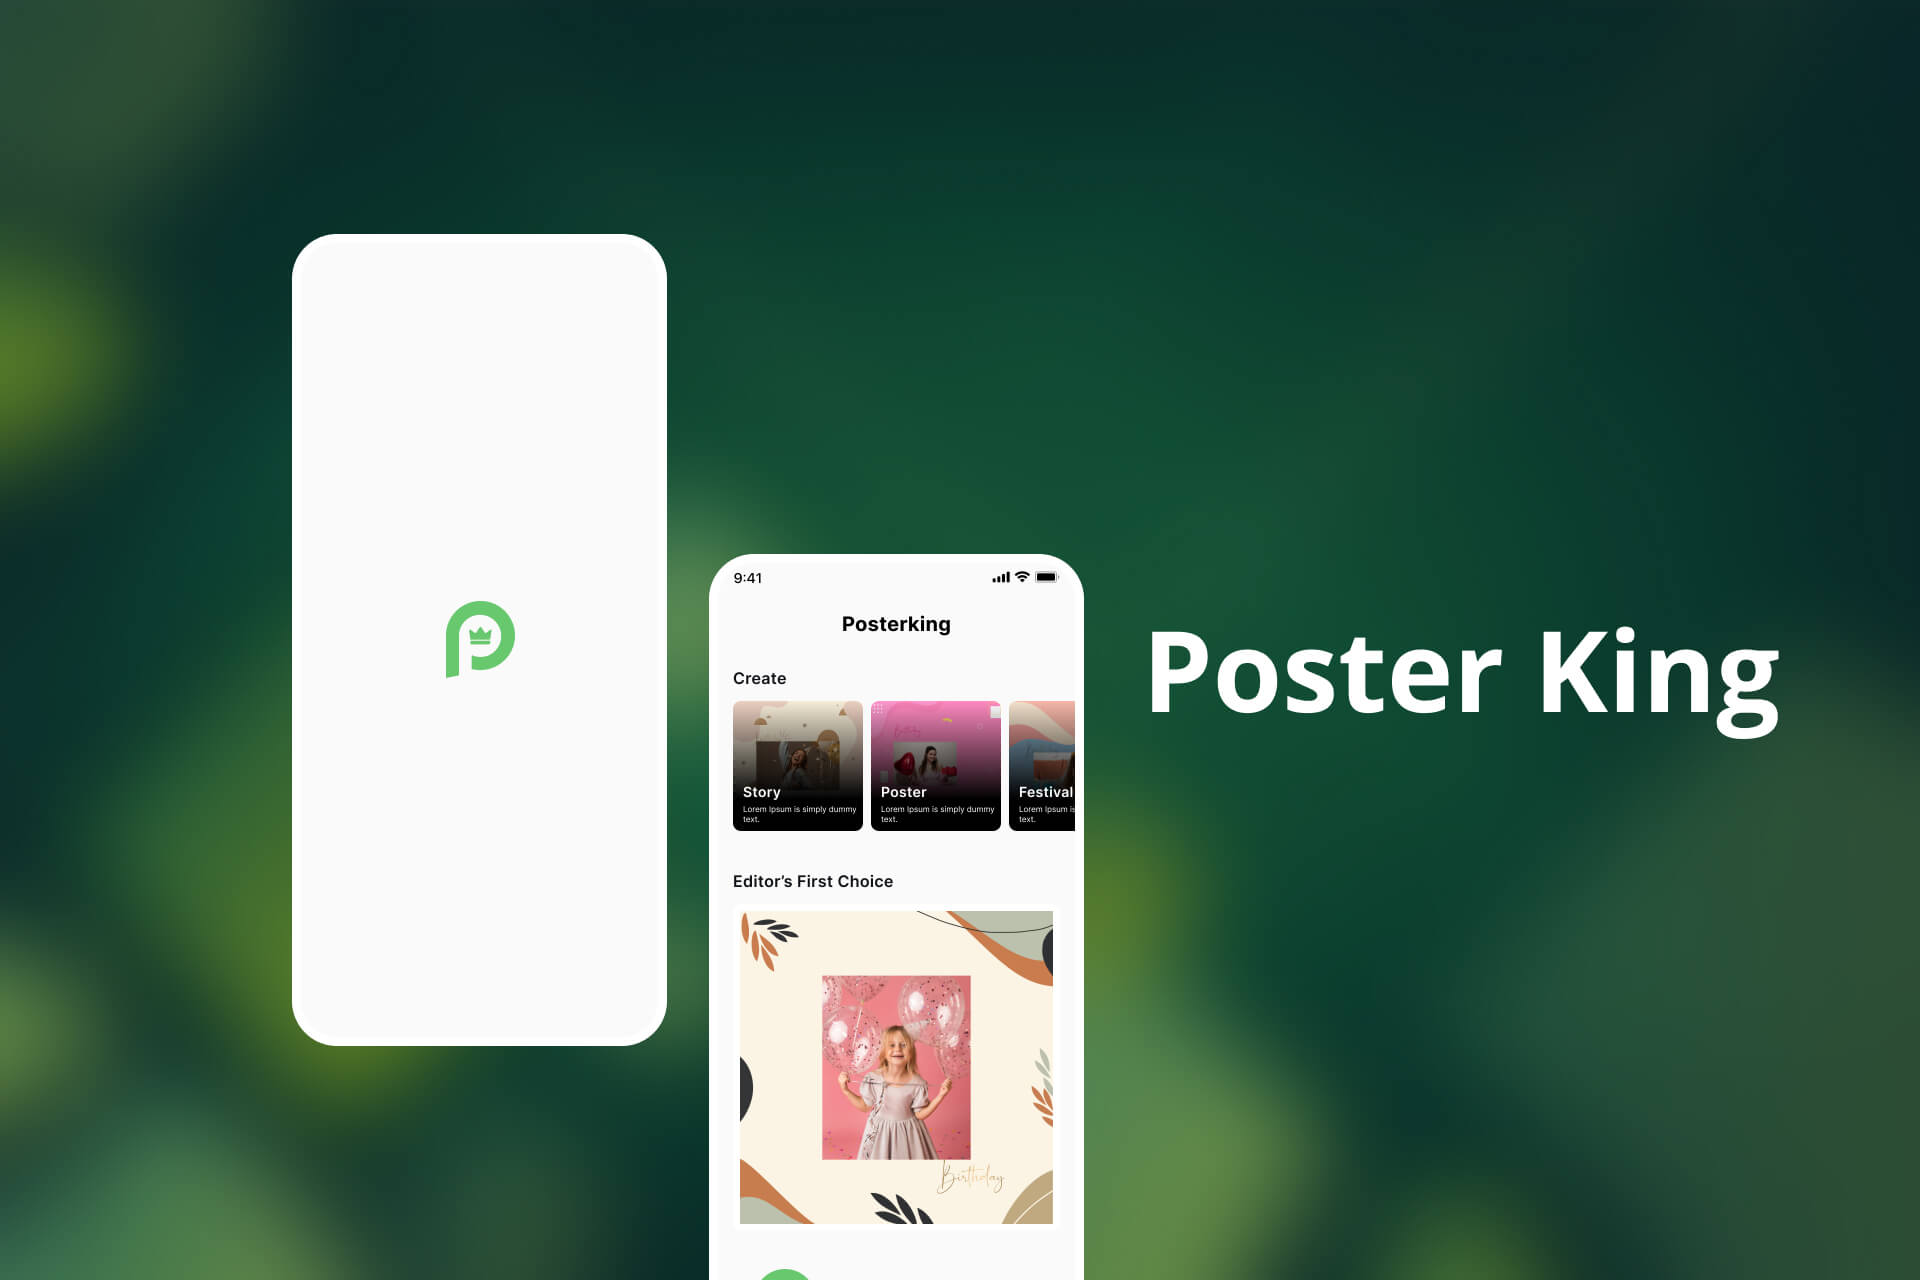 9:41
Posterking
Create
Story
Lorem Ipsum is simply dummy
text.
Poster
Lorem Ipsum is simply dummy
text.
Festival
Lorem Ipsum is
text.
Editor's First Choice
Birthday
Poster King